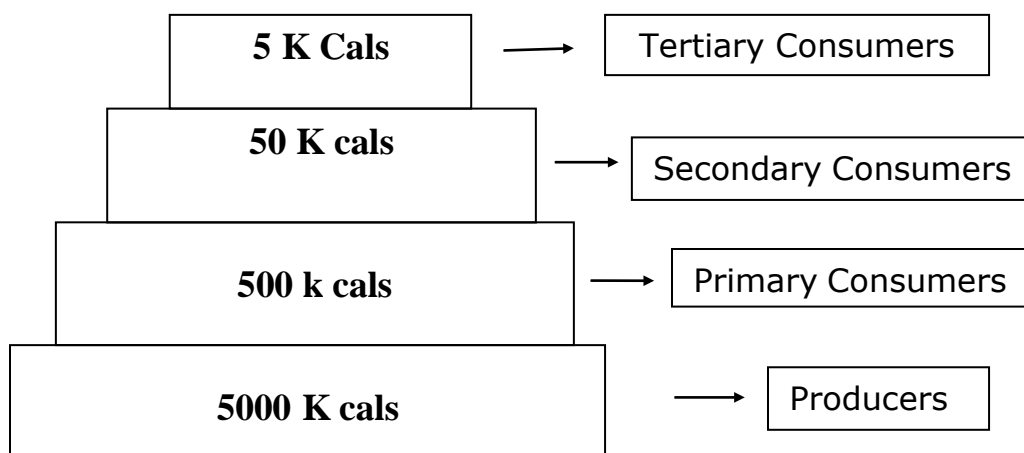 5 K Cals
Tertiary Consumers
50 K cals
Secondary Consumers
500 k cals
Primary Consumers
5000 K cals
Producers